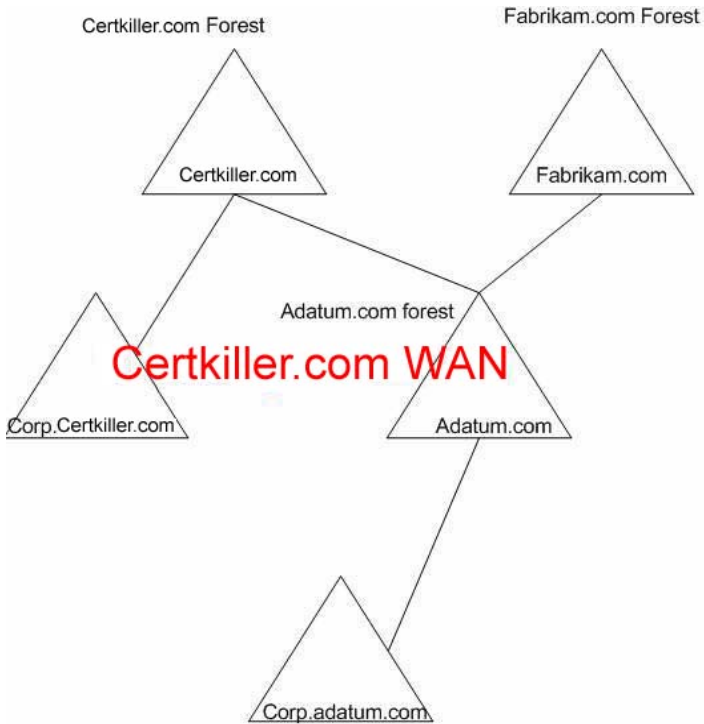 Certkiller.com Forest
Fabrikam.com Forest
Certkiller.com
Fabrikam.com
Adatum.com forest
Certkiller.com WAN
Corp.Certkiller.com
Adatum.com
Corp.adatum.com